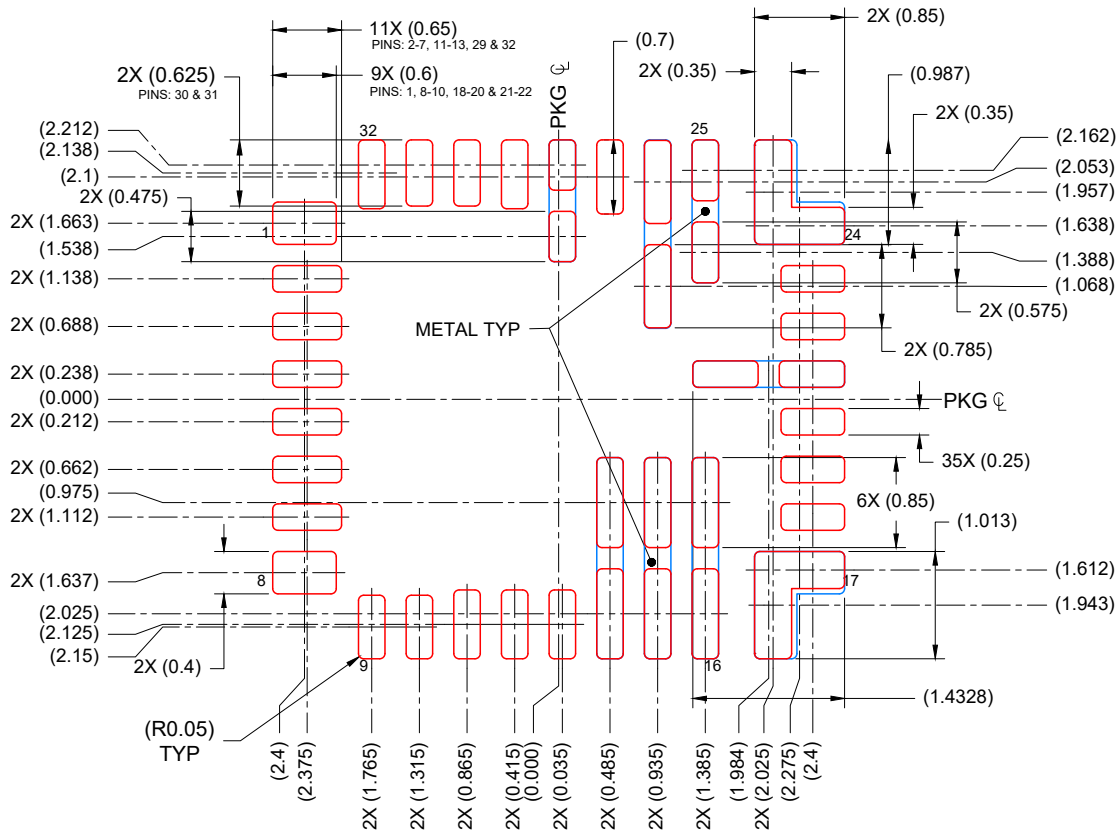 11X (0.65)
PINS: 2-7, 11-13, 29 & 32
2X (0.85)
2X (0.625)
PINS: 30 & 31
9X (0.6)
PINS: 1, 8-10, 18-20 & 21-22
PKG ℄
(0.7)
2X (0.35)
(0.987)
2X (0.35)
32
25
(2.212)
(2.138)
(2.1)
2X (0.475)
2X (1.663)
(1.538)
2X (1.138)
2X (0.688)
2X (0.238)
(0.000)
2X (0.212)
2X (0.662)
(0.975)
2X (1.112)
2X (1.637)
(2.025)
(2.125)
(2.15)
2X (0.4)
1
8
9
16
17
24
METAL TYP
(2.162)
(2.053)
(1.957)
(1.638)
(1.388)
(1.068)
2X (0.575)
2X (0.785)
PKG ℄
35X (0.25)
6X (0.85)
(1.013)
(1.612)
(1.943)
(1.4328)
(R0.05)
TYP
(2.4)
(2.375)
2X (1.765)
2X (1.315)
2X (0.865)
2X (0.415)
(0.000)
2X (0.035)
2X (0.485)
2X (0.935)
2X (1.385)
(1.984)
2X (2.025)
(2.275)
(2.4)